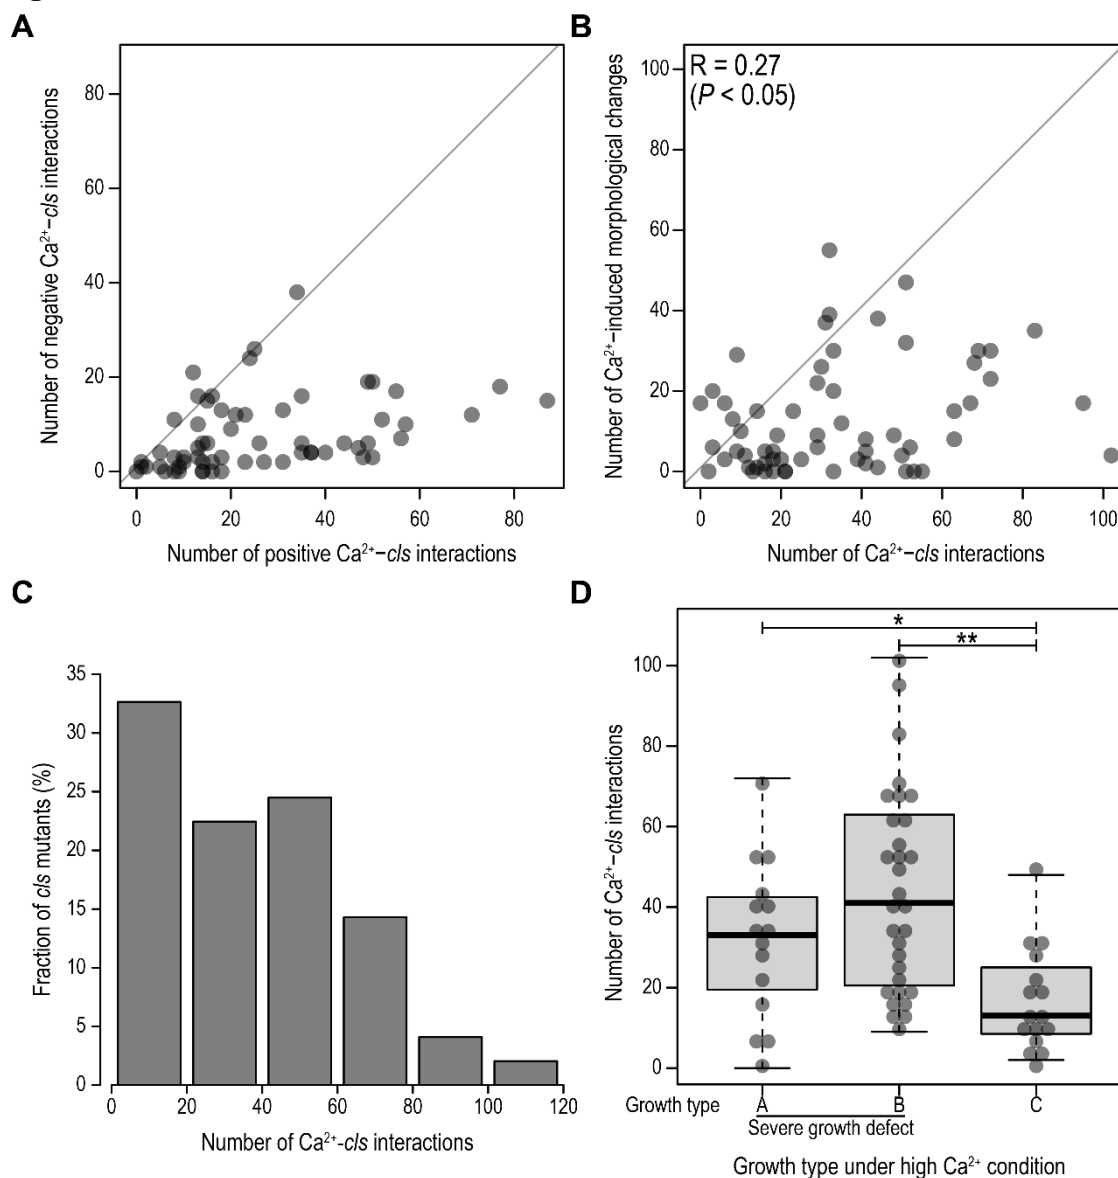 A
Number of negative Ca²⁺−cls interactions
80
60
40
20
0
0 20 40 60 80
Number of positive Ca²⁺−cls interactions
B
R = 0.27
(P < 0.05)
Number of Ca²⁺-induced morphological changes
100
80
60
40
20
0
0 20 40 60 80 100
Number of Ca²⁺−cls interactions
C
Fraction of cls mutants (%)
35
30
25
20
15
10
5
0
0 20 40 60 80 100 120
Number of Ca²⁺-cls interactions
D
*
**
Number of Ca²⁺−cls interactions
100
80
60
40
20
0
Growth type A B C
Severe growth defect
Growth type under high Ca²⁺ condition